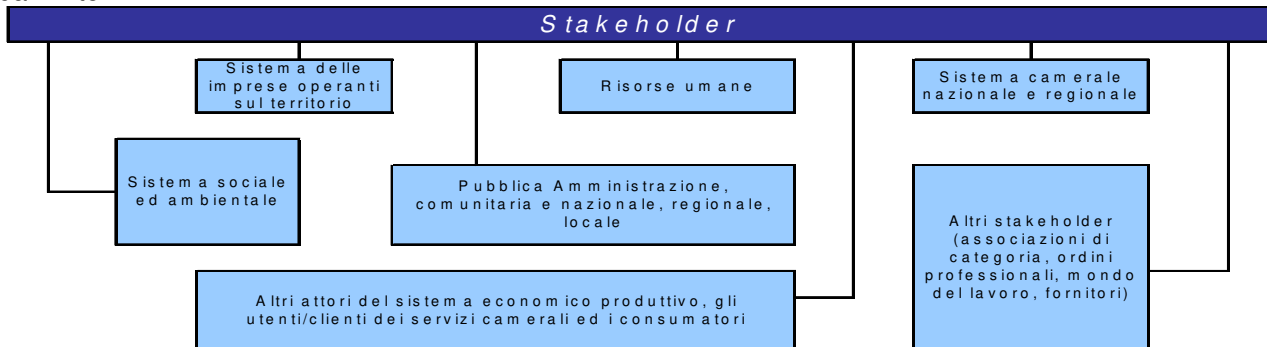 Stakeholder
Sistema delle
imprese operanti
sul territorio
Risorse umane
Sistema camerale
nazionale e regionale
Sistema sociale
ed ambientale
Pubblica Amministrazione,
comunitaria e nazionale, regionale,
locale
Altri stakeholder
(associazioni di
categoria, ordini
professionali, mondo
del lavoro, fornitori)
Altri attori del sistema economico produttivo, gli
utenti/clienti dei servizi camerali ed i consumatori